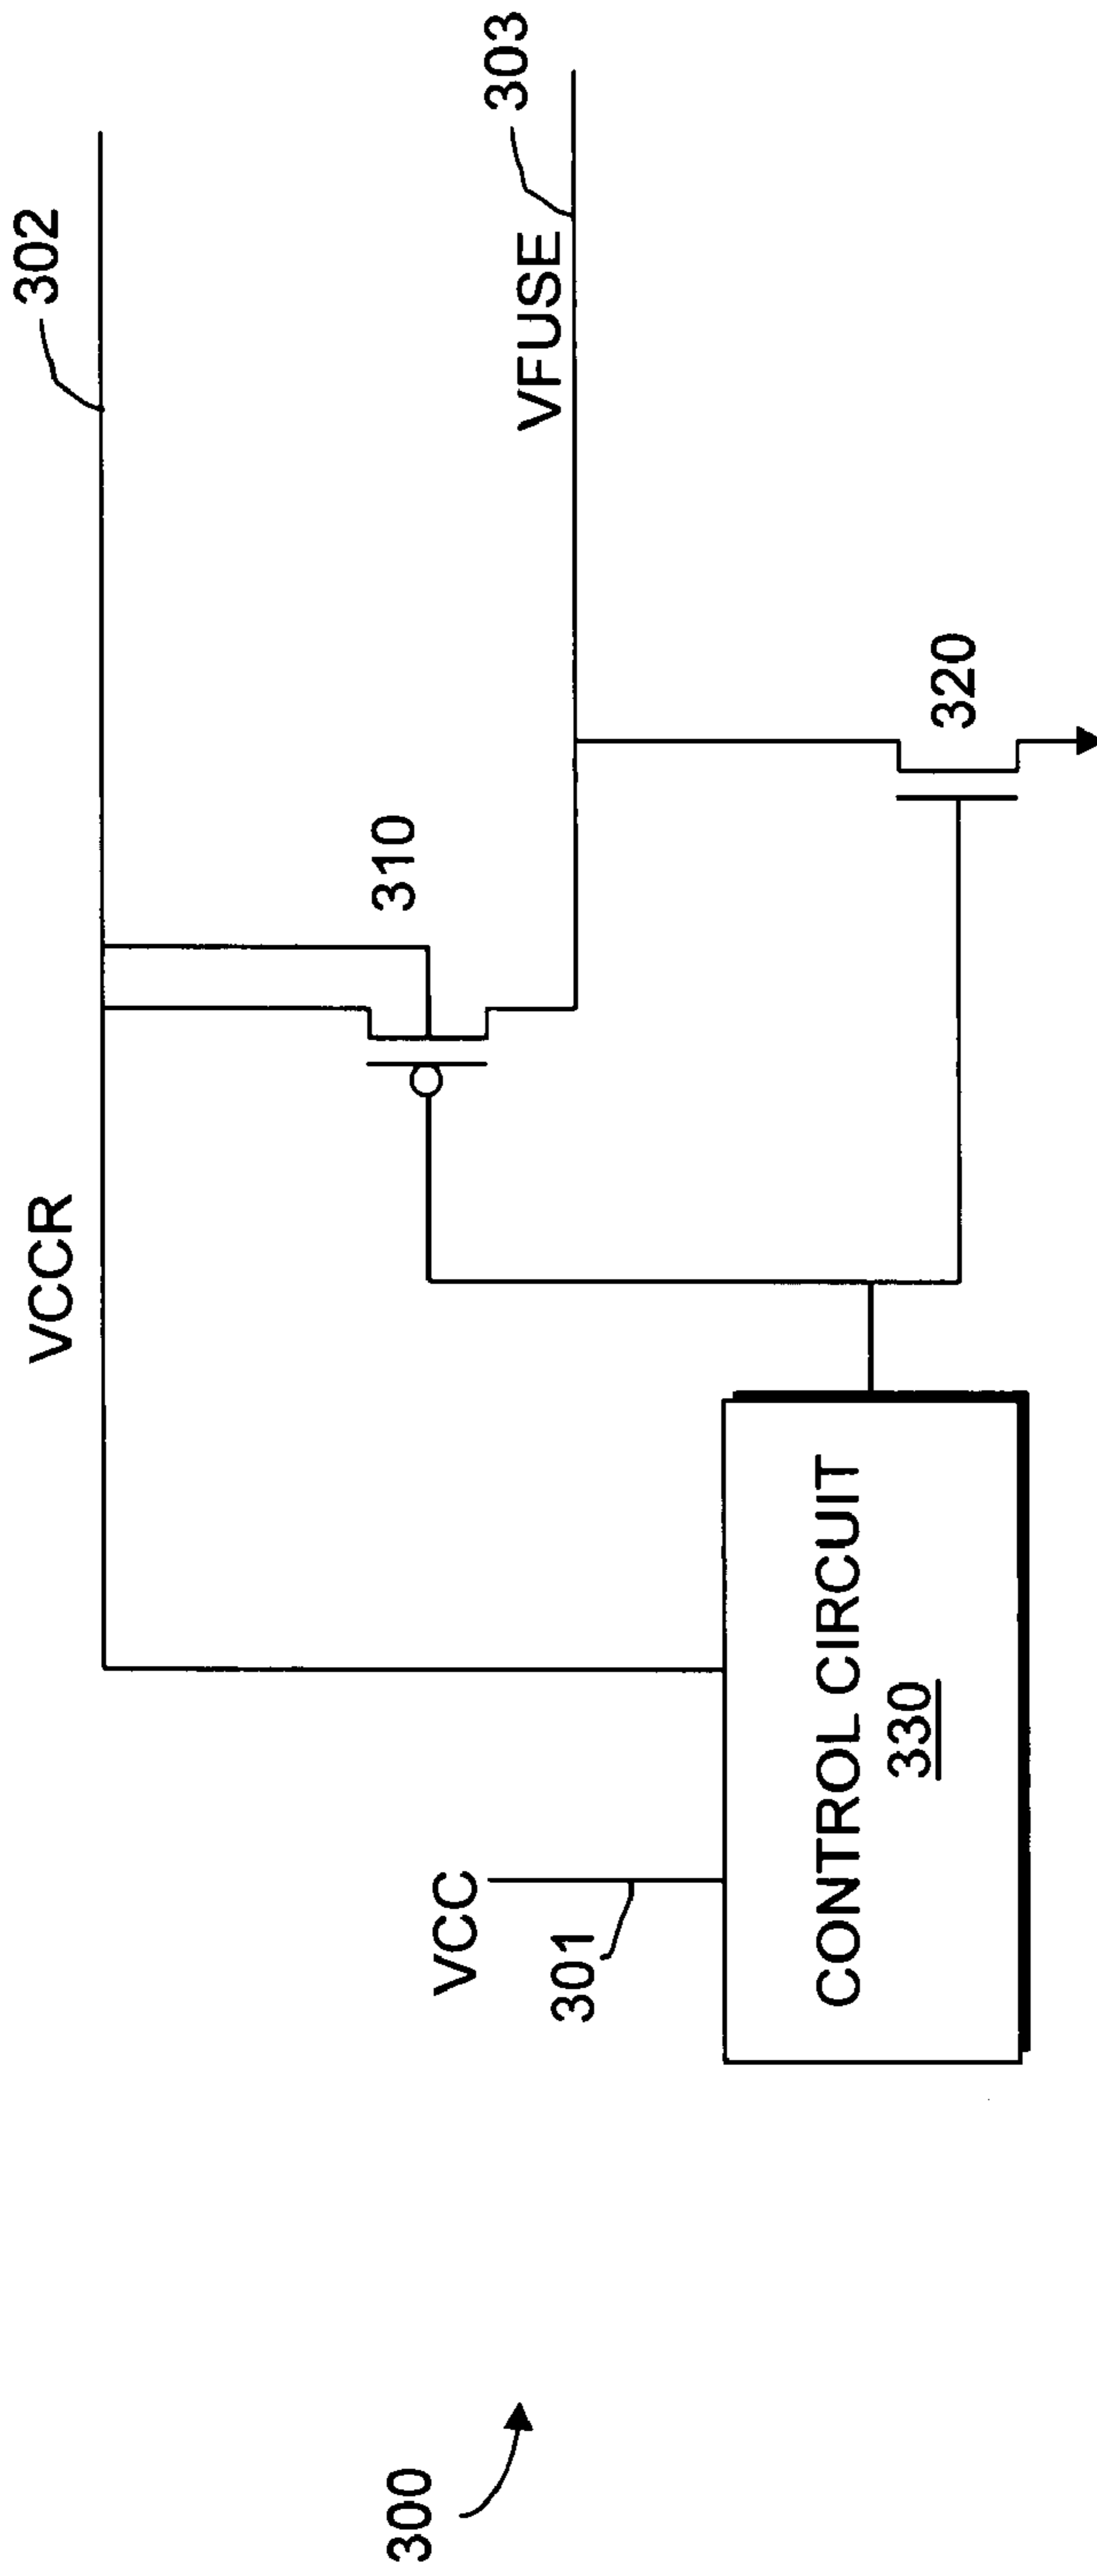 302
VCCR
303
VFUSE
310
VCC
301
320
CONTROL CIRCUIT
330
300